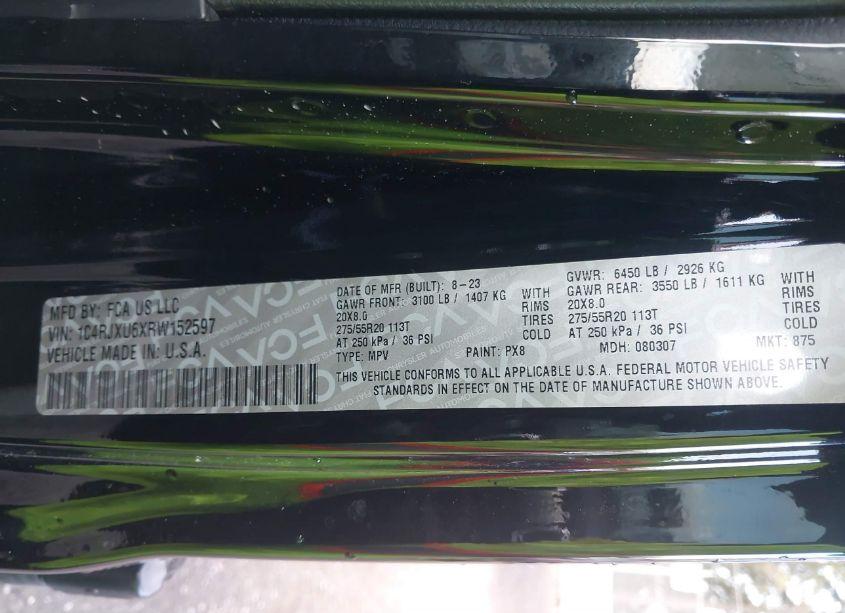 MFD BY: FCA US LLC
VIN: 1C4RJXU6XRW152597
VEHICLE MADE IN: U.S.A.
DATE OF MFR (BUILT): 8-23
GAWR FRONT: 3100 LB / 1407 KG WITH
20X8.0 RIMS
275/55R20 113T TIRES
AT 250 kPa / 36 PSI COLD
TYPE: MPV PAINT: PX8
GVWR: 6450 LB / 2926 KG
GAWR REAR: 3550 LB / 1611 KG WITH
20X8.0 RIMS
275/55R20 113T TIRES
AT 250 kPa / 36 PSI COLD
MDH: 080307 MKT: 875
THIS VEHICLE CONFORMS TO ALL APPLICABLE U.S.A. FEDERAL MOTOR VEHICLE SAFETY
STANDARDS IN EFFECT ON THE DATE OF MANUFACTURE SHOWN ABOVE.